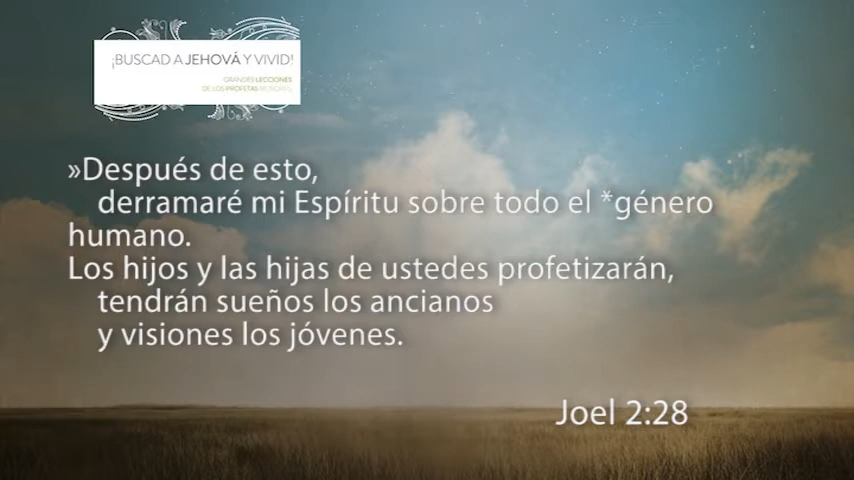 ¡BUSCAD A JEHOVÁ Y VIVID!
GRANDES LECCIONES
DE LOS PROFETAS MENORES
»Después de esto,
derramaré mi Espíritu sobre todo el *género
humano.
Los hijos y las hijas de ustedes profetizarán,
tendrán sueños los ancianos
y visiones los jóvenes.
Joel 2:28